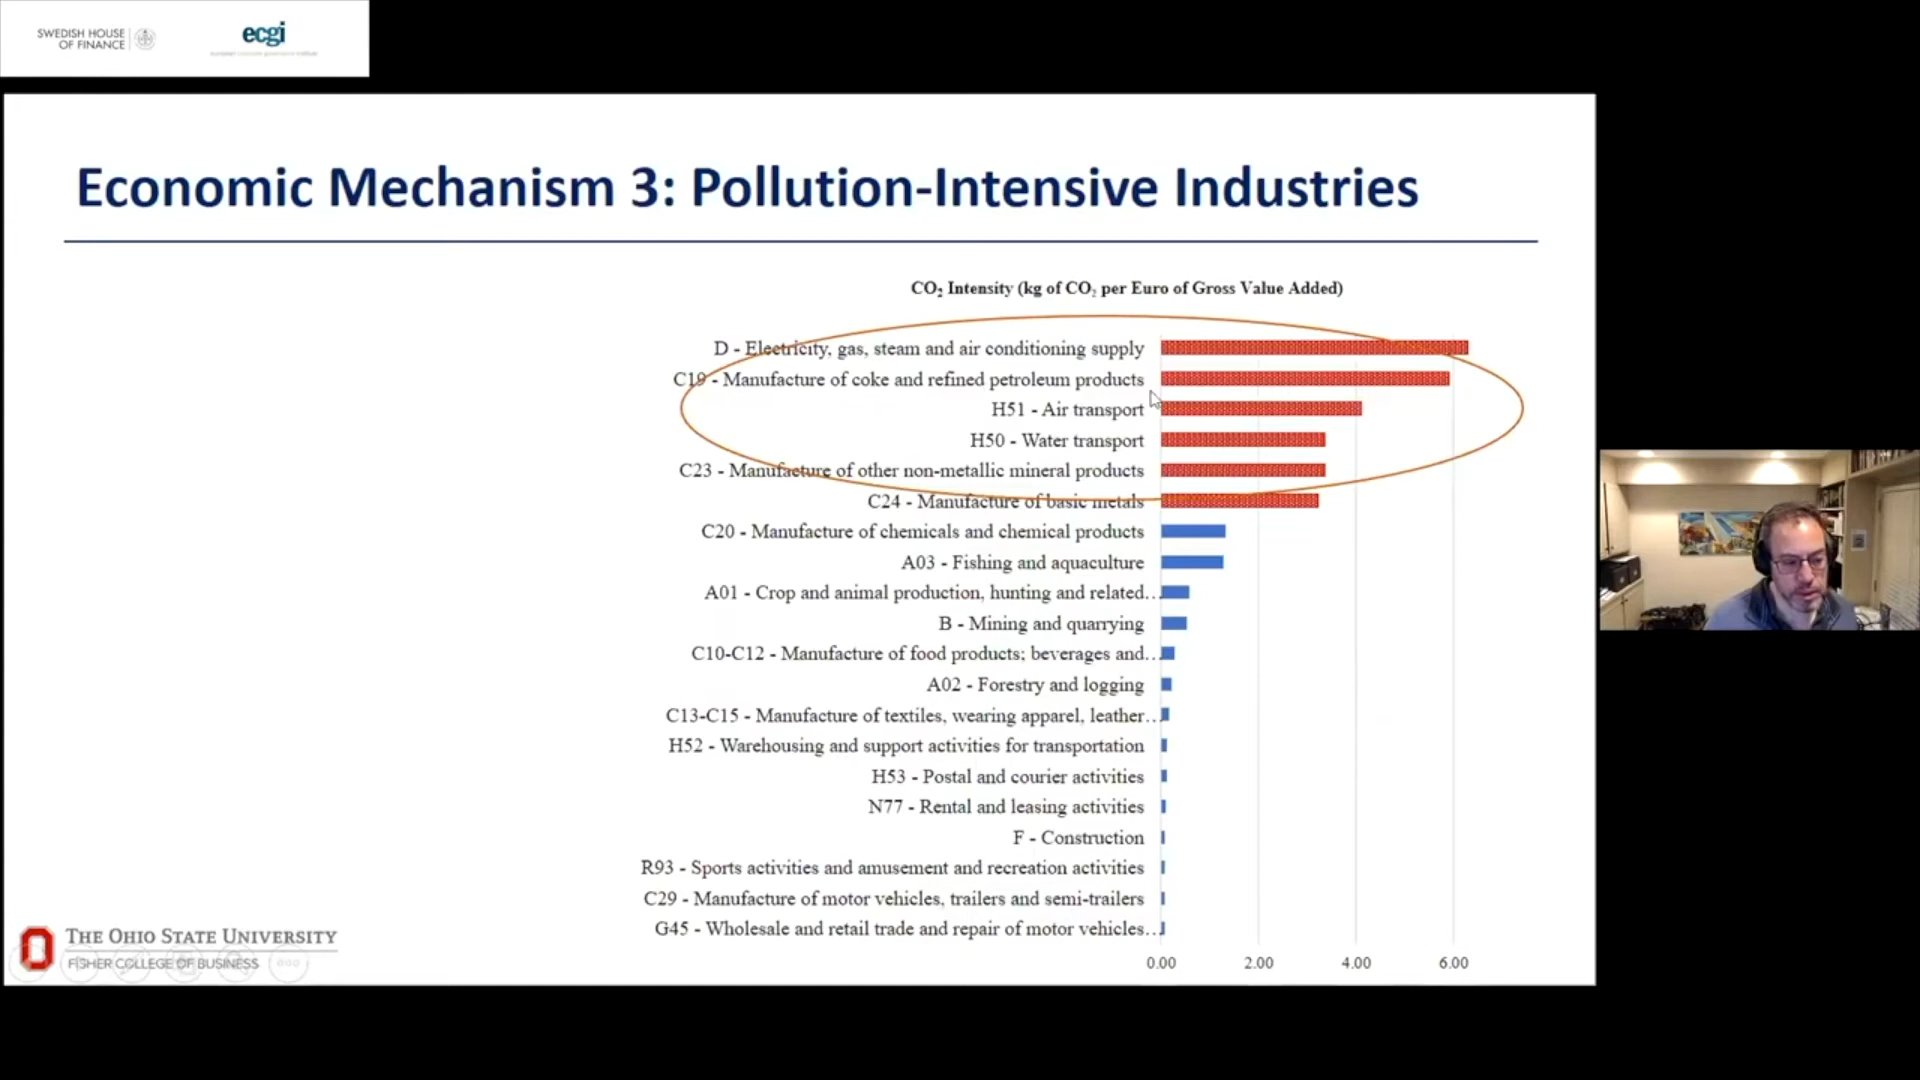 SWEDISH HOUSE
OF FINANCE
ecgi
Economic Mechanism 3: Pollution-Intensive Industries
CO₂ Intensity (kg of CO₂ per Euro of Gross Value Added)
D - Electricity, gas, steam and air conditioning supply
C19 - Manufacture of coke and refined petroleum products
H51 - Air transport
H50 - Water transport
C23 - Manufacture of other non-metallic mineral products
C24 - Manufacture of basic metals
C20 - Manufacture of chemicals and chemical products
A03 - Fishing and aquaculture
A01 - Crop and animal production, hunting and related…
B - Mining and quarrying
C10-C12 - Manufacture of food products; beverages and…
A02 - Forestry and logging
C13-C15 - Manufacture of textiles, wearing apparel, leather…
H52 - Warehousing and support activities for transportation
H53 - Postal and courier activities
N77 - Rental and leasing activities
F - Construction
R93 - Sports activities and amusement and recreation activities
C29 - Manufacture of motor vehicles, trailers and semi-trailers
G45 - Wholesale and retail trade and repair of motor vehicles…
0.00 2.00 4.00 6.00
THE OHIO STATE UNIVERSITY
FISHER COLLEGE OF BUSINESS